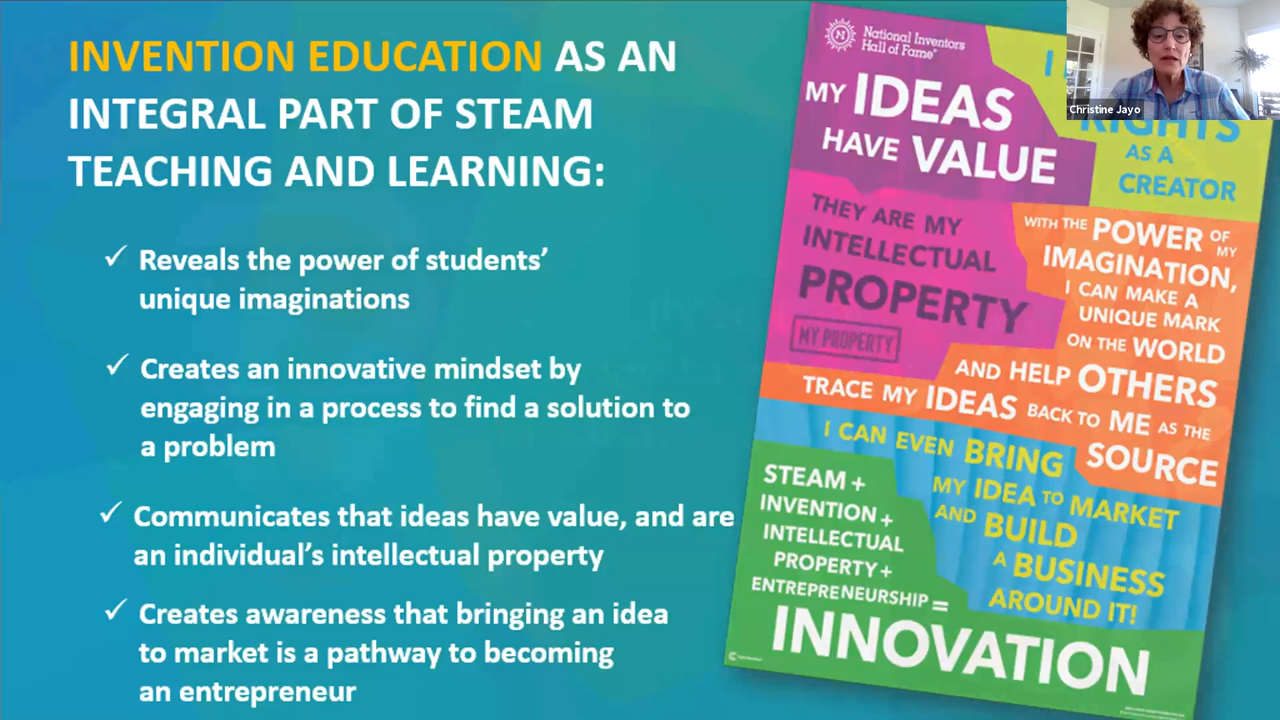 INVENTION EDUCATION AS AN
INTEGRAL PART OF STEAM
TEACHING AND LEARNING:
✓ Reveals the power of students’
unique imaginations
✓ Creates an innovative mindset by
engaging in a process to find a solution to
a problem
✓ Communicates that ideas have value, and are
an individual’s intellectual property
✓ Creates awareness that bringing an idea
to market is a pathway to becoming
an entrepreneur
National Inventors
Hall of Fame®
MY IDEAS
HAVE VALUE
I
RIGHTS
AS A
CREATOR
THEY ARE MY
INTELLECTUAL
PROPERTY
MY PROPERTY
WITH THE POWER OF
MY
IMAGINATION,
I CAN MAKE A
UNIQUE MARK
ON THE WORLD
AND HELP OTHERS
TRACE MY IDEAS BACK TO ME AS THE
SOURCE
I CAN EVEN BRING
MY IDEA TO MARKET
AND BUILD
A BUSINESS
AROUND IT!
STEAM +
INVENTION +
INTELLECTUAL
PROPERTY +
ENTREPRENEURSHIP =
INNOVATION
Christine Jayo